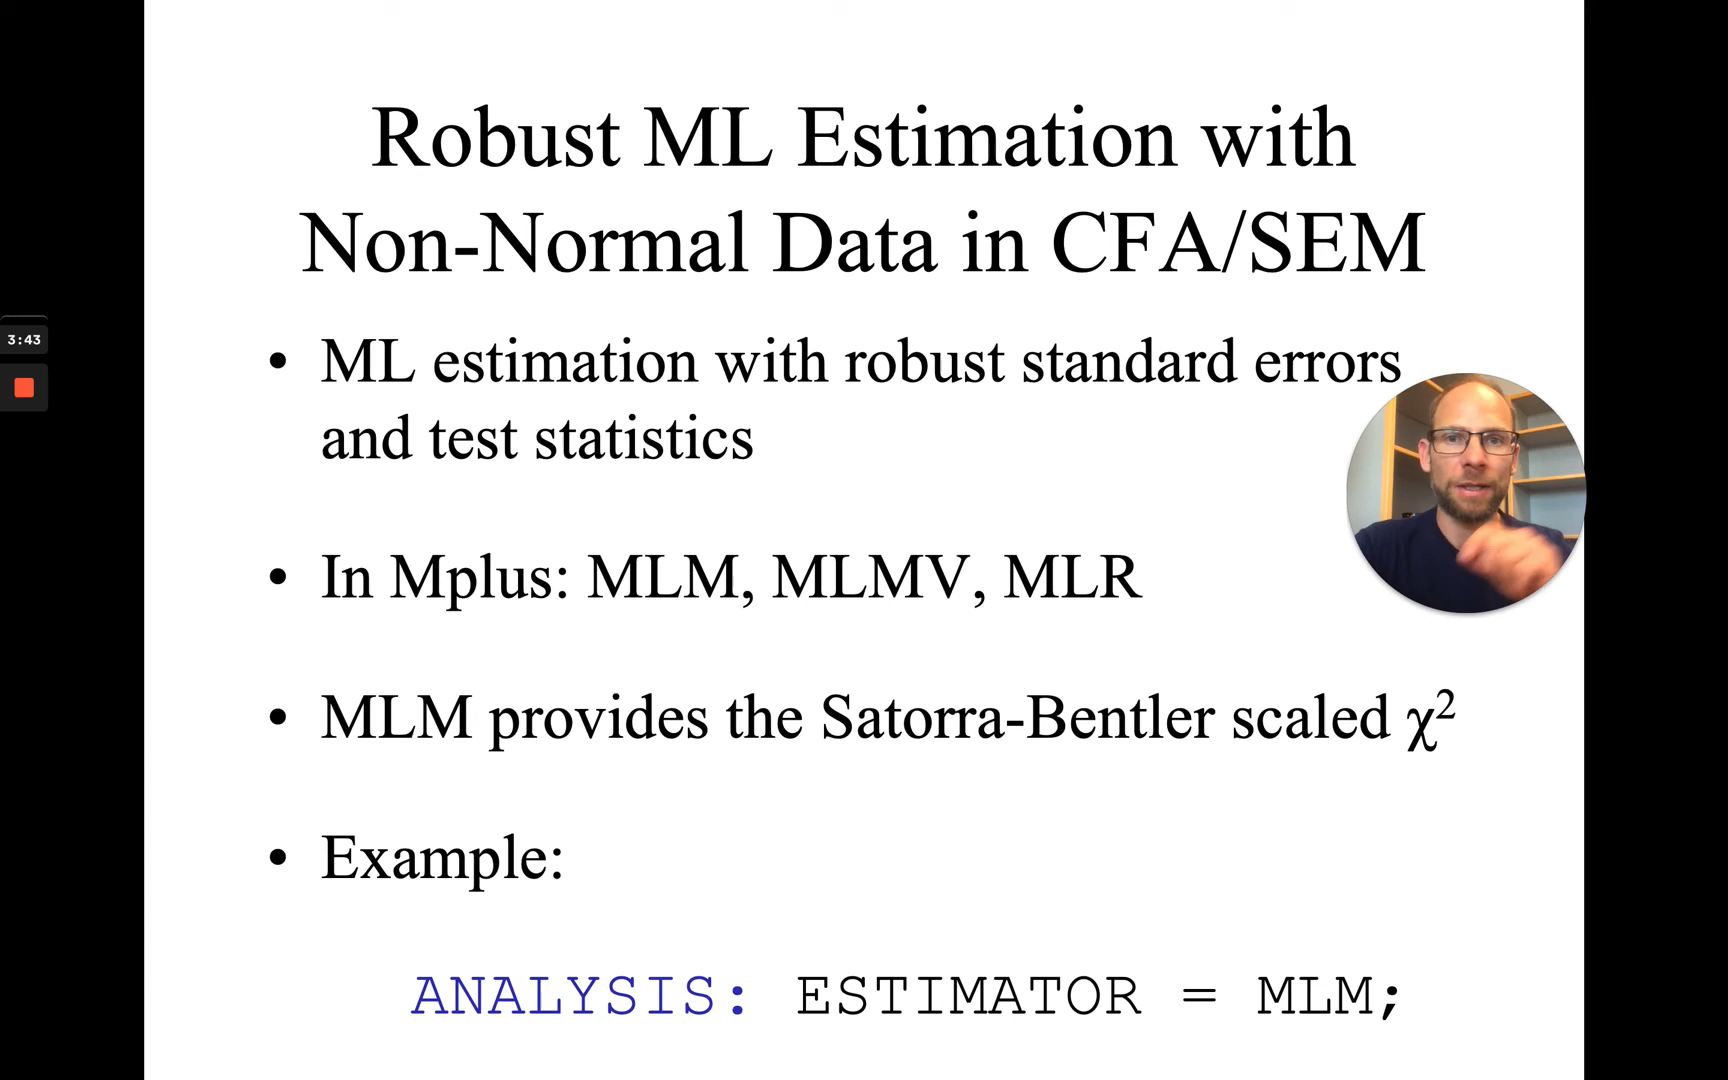 Robust ML Estimation with
Non-Normal Data in CFA/SEM
3:43
• ML estimation with robust standard errors
and test statistics
• In Mplus: MLM, MLMV, MLR
• MLM provides the Satorra-Bentler scaled χ²
• Example:
ANALYSIS: ESTIMATOR = MLM;